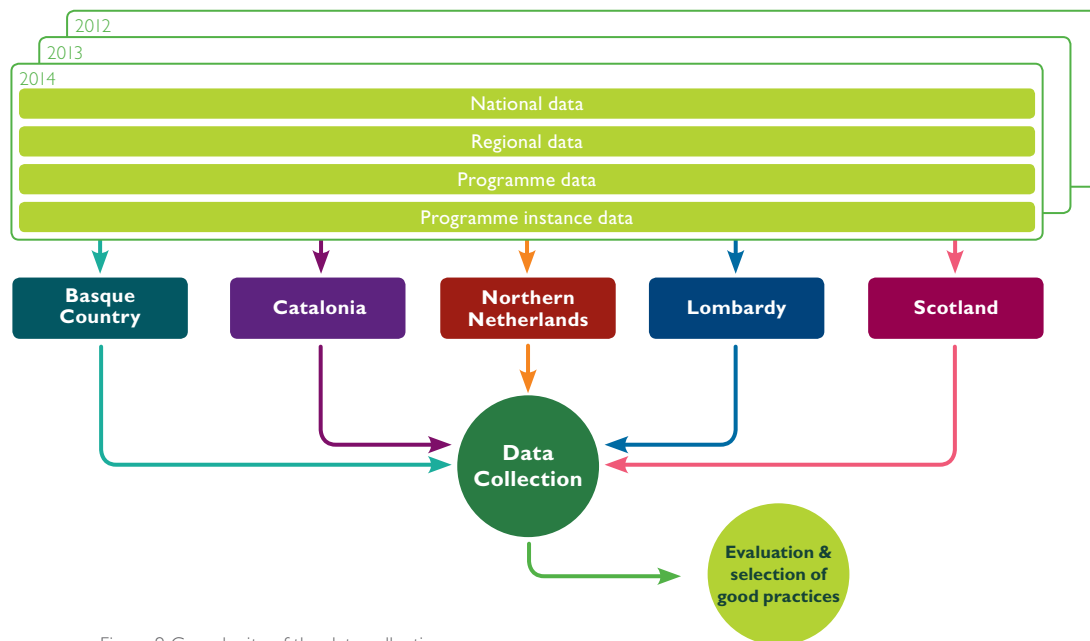 2012
2013
2014
National data
Regional data
Programme data
Programme instance data
Basque
Country
Catalonia
Northern
Netherlands
Lombardy
Scotland
Data
Collection
Evaluation &
selection of
good practices